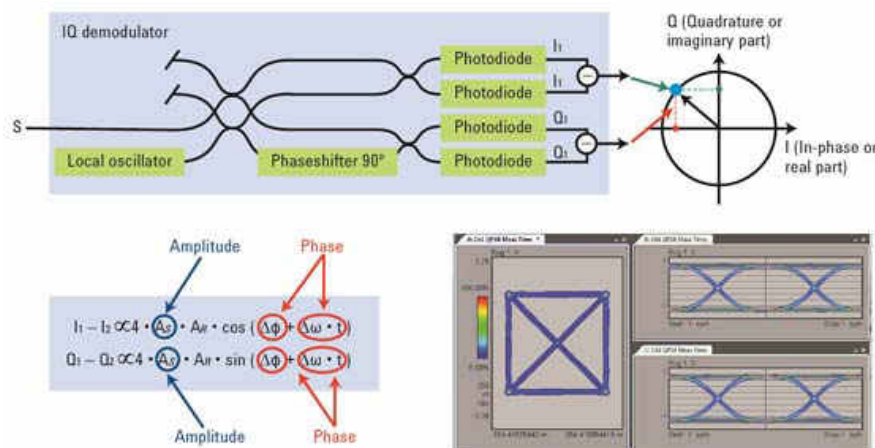 IQ demodulator
Q (Quadrature or
imaginary part)
Photodiode
I₁
Photodiode
I₁
S
Photodiode
Q₁
Local oscillator
Phaseshifter 90°
Photodiode
Q₁
I (In-phase or
real part)
Amplitude
Phase
I₁ – I₂ ∝4 • As • AR • cos (Δϕ + Δω • t)
Q₁ – Q₂ ∝4 • As • AR • sin (Δϕ + Δω • t)
Amplitude
Phase